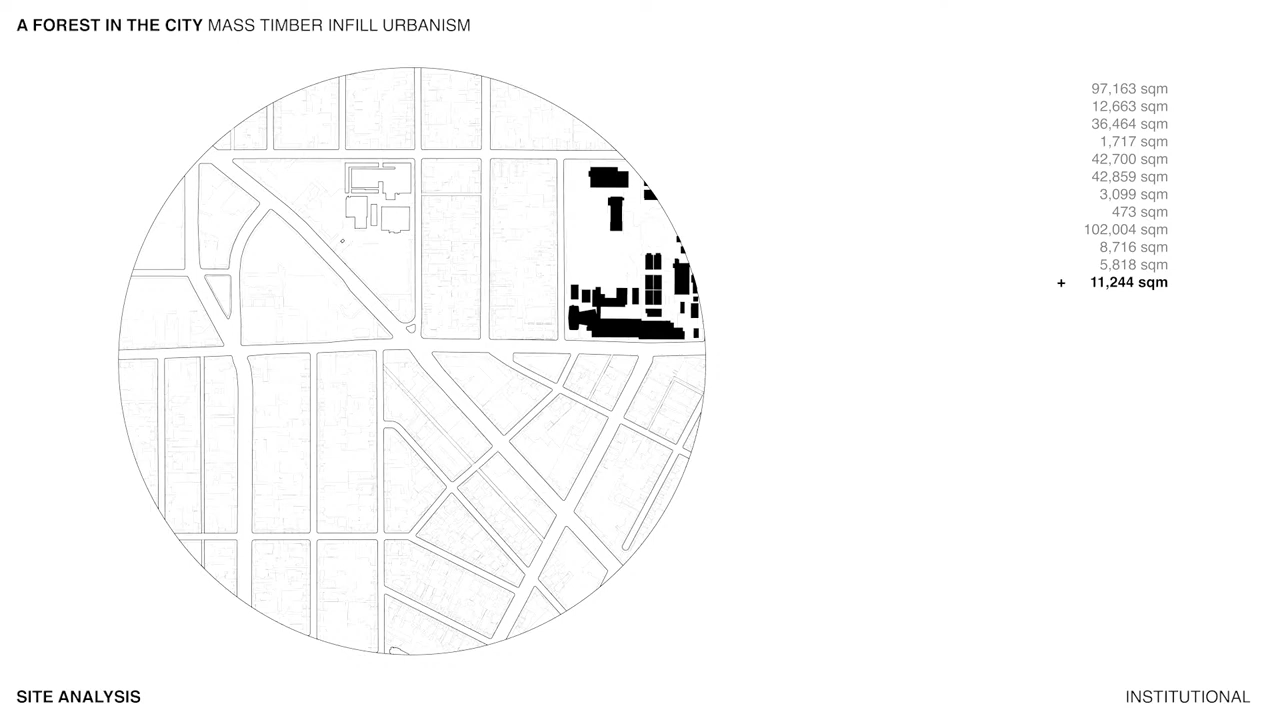 A FOREST IN THE CITY MASS TIMBER INFILL URBANISM
97,163 sqm
12,663 sqm
36,464 sqm
1,717 sqm
42,700 sqm
42,859 sqm
3,099 sqm
473 sqm
102,004 sqm
8,716 sqm
5,818 sqm
+ 11,244 sqm
SITE ANALYSIS
INSTITUTIONAL